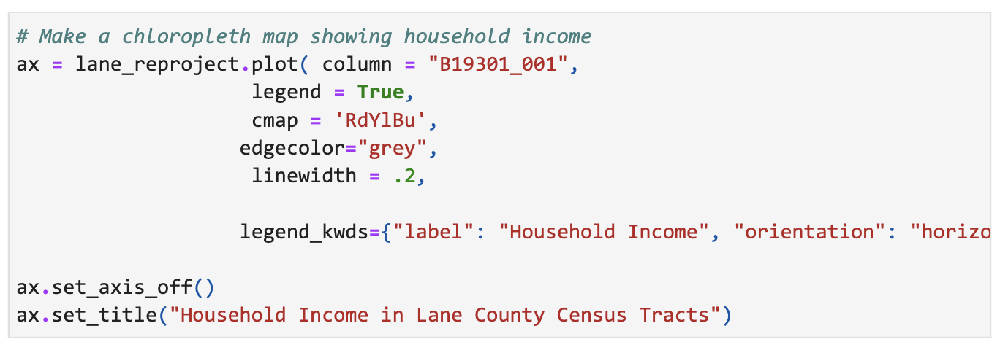 # Make a chloropleth map showing household income
ax = lane_reproject.plot( column = "B19301_001",
                    legend = True,
                    cmap = 'RdYlBu',
                   edgecolor="grey",
                    linewidth = .2,
                   legend_kwds={"label": "Household Income", "orientation": "horizo
ax.set_axis_off()
ax.set_title("Household Income in Lane County Census Tracts")